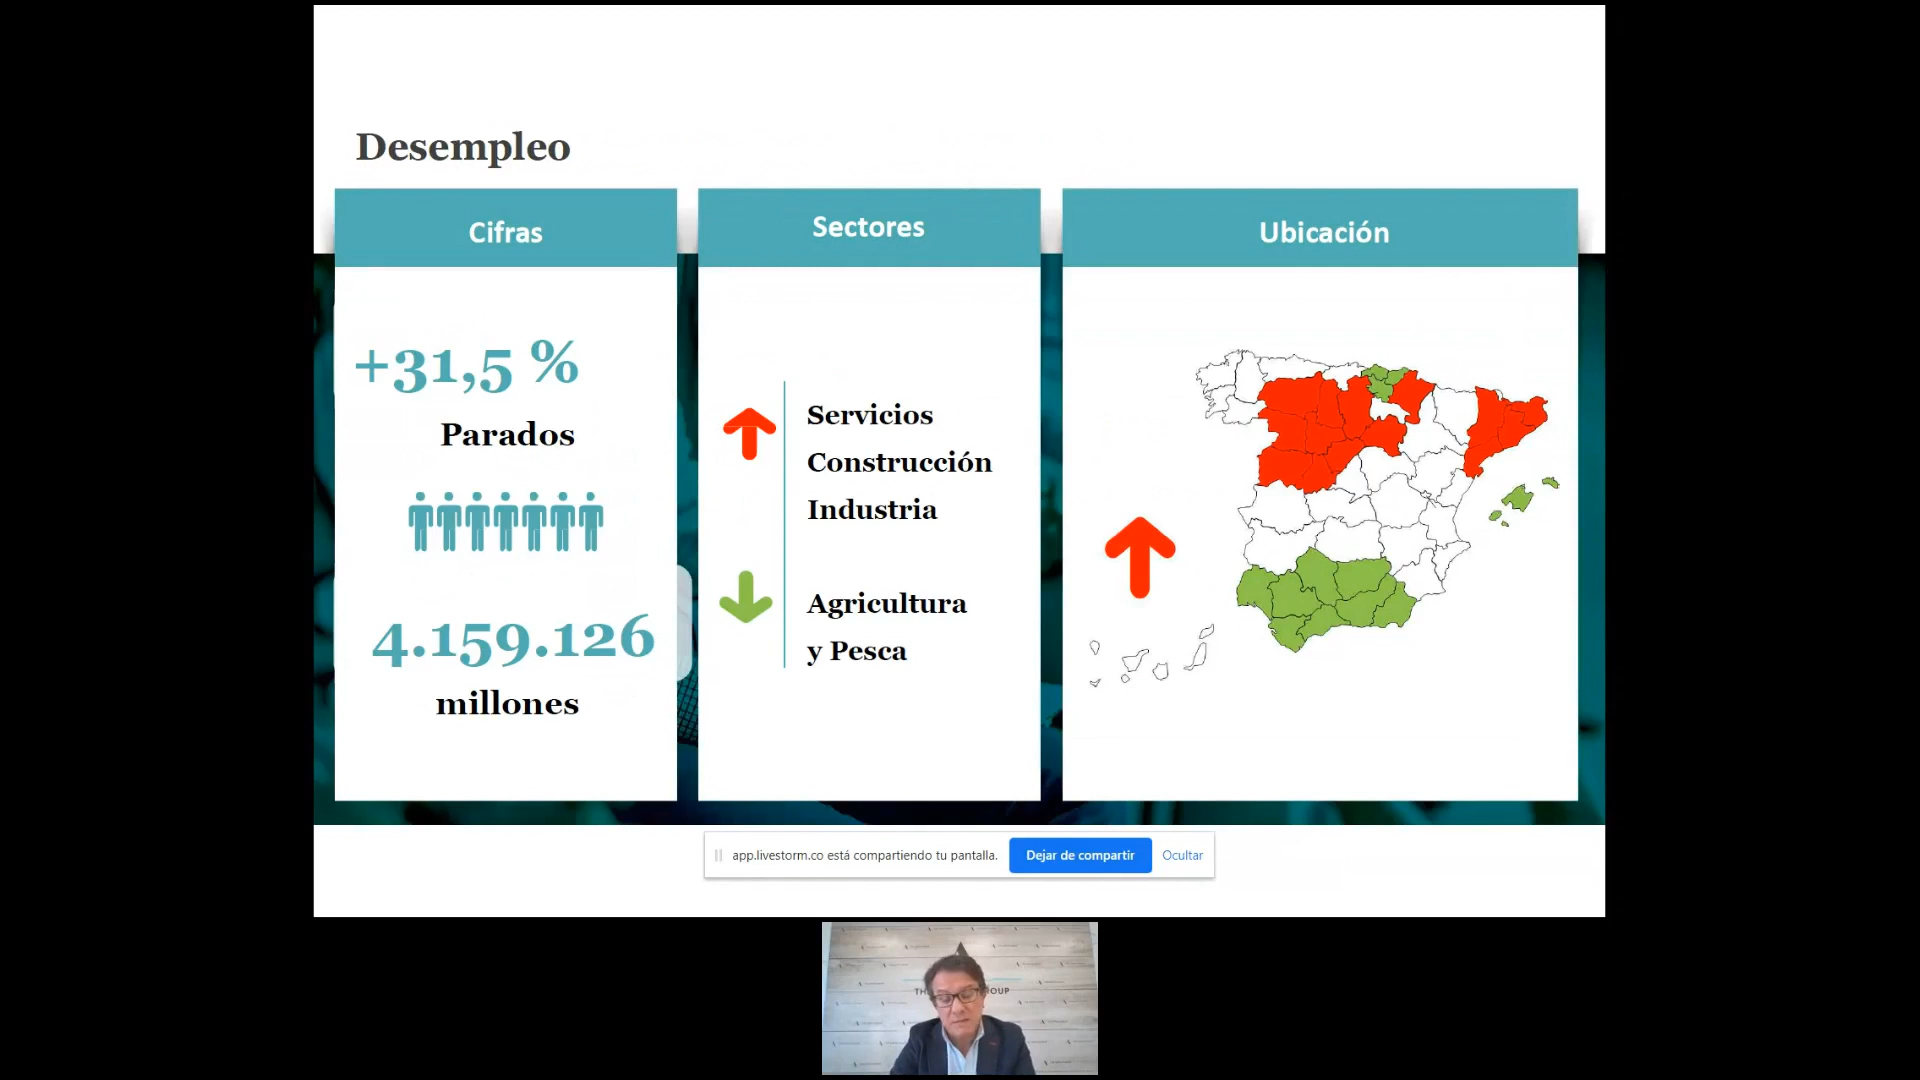 Desempleo
Cifras
+31,5 %
Parados
4.159.126
millones
Sectores
Servicios
Construcción
Industria
Agricultura
y Pesca
Ubicación
app.livestorm.co está compartiendo tu pantalla.
Dejar de compartir
Ocultar